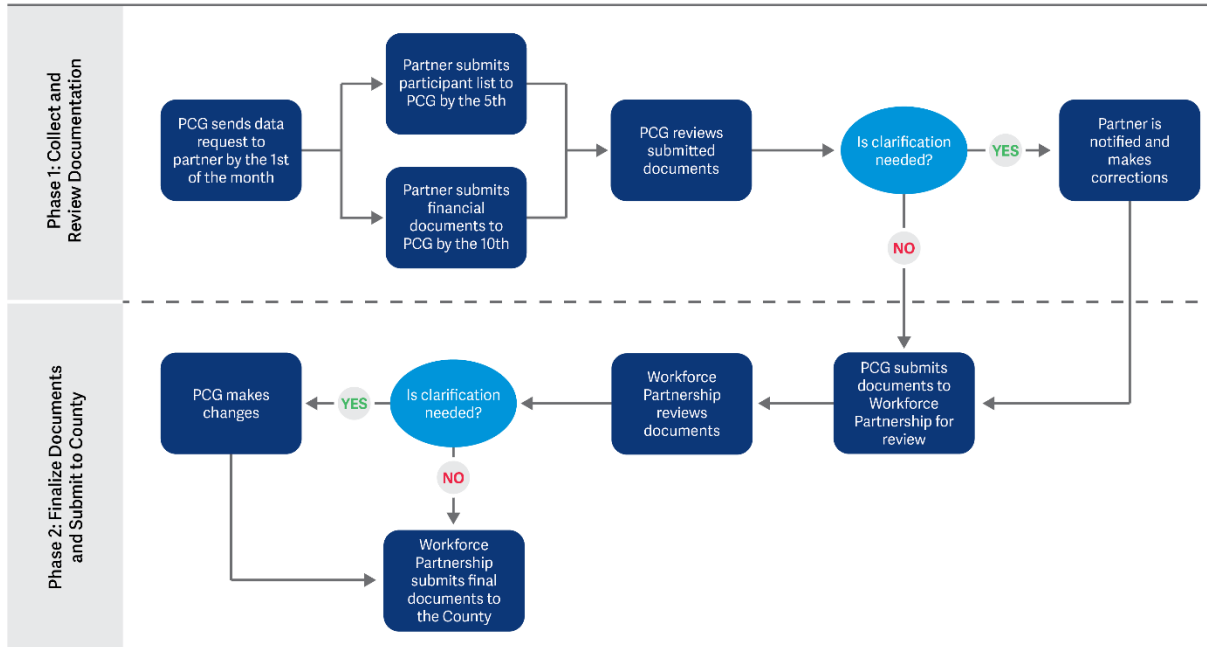 Phase 1: Collect and
Review Documentation
PCG sends data
request to
partner by the 1st
of the month
Partner submits
participant list to
PCG by the 5th
Partner submits
financial
documents to
PCG by the 10th
PCG reviews
submitted
documents
Is clarification
needed?
YES
Partner is
notified and
makes
corrections
NO
Phase 2: Finalize Documents
and Submit to County
PCG submits
documents to
Workforce
Partnership for
review
Workforce
Partnership
reviews
documents
Is clarification
needed?
YES
PCG makes
changes
NO
Workforce
Partnership
submits final
documents to
the County